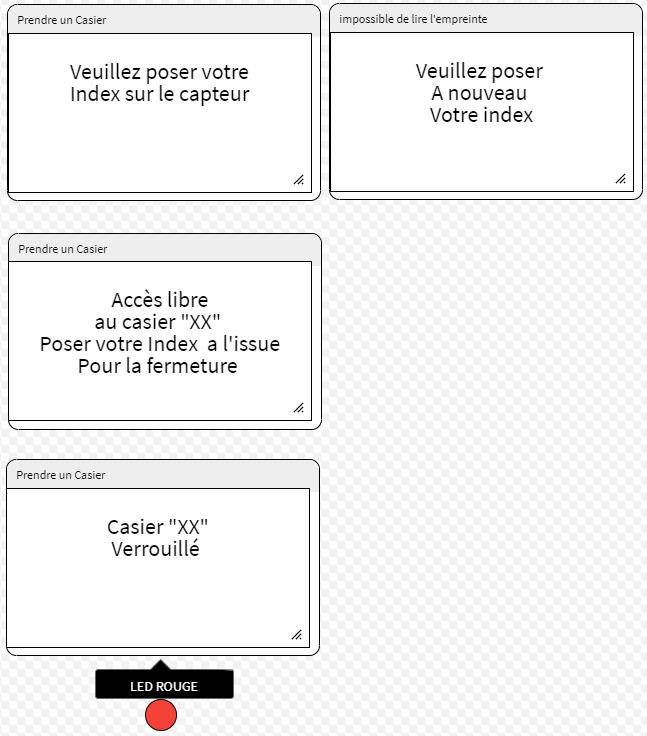 Prendre un Casier
Veuillez poser votre
Index sur le capteur
impossible de lire l'empreinte
Veuillez poser
A nouveau
Votre index
Prendre un Casier
Accès libre
au casier "XX"
Poser votre Index  a l'issue
Pour la fermeture
Prendre un Casier
Casier "XX"
Verrouillé
LED ROUGE